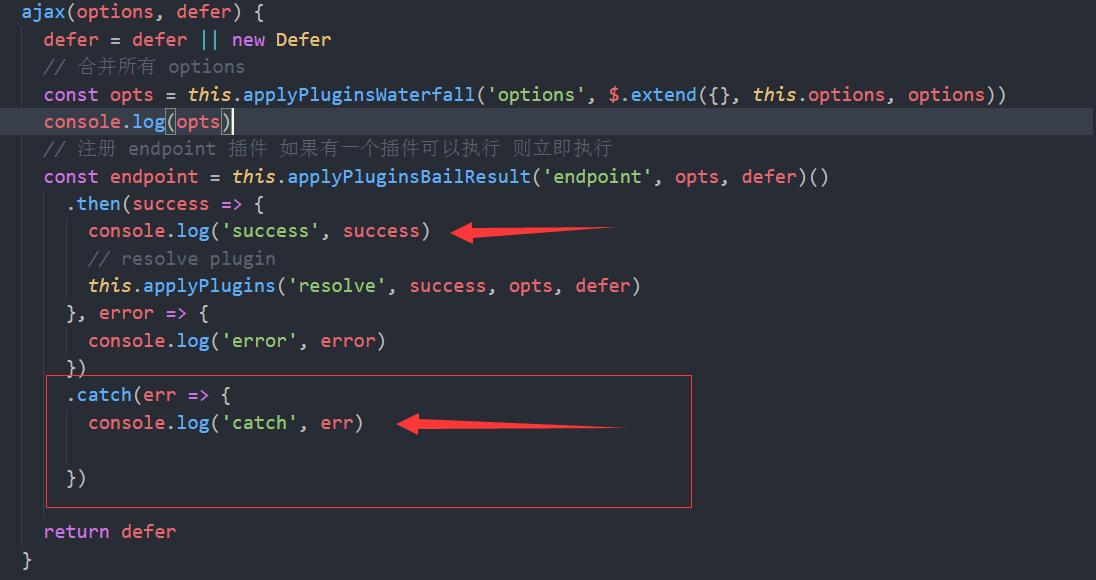 ajax(options, defer) {
defer = defer || new Defer
// 合并所有 options
const opts = this.applyPluginsWaterfall('options', $.extend({}, this.options, options))
console.log(opts)
// 注册 endpoint 插件 如果有一个插件可以执行 则立即执行
const endpoint = this.applyPluginsBailResult('endpoint', opts, defer)()
.then(success => {
console.log('success', success)
// resolve plugin
this.applyPlugins('resolve', success, opts, defer)
}, error => {
console.log('error', error)
})
.catch(err => {
console.log('catch', err)
})
return defer
}